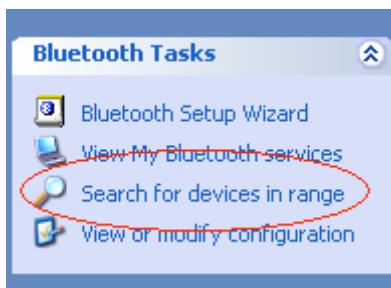 Bluetooth Tasks
Bluetooth Setup Wizard
View My Bluetooth services
Search for devices in range
View or modify configuration